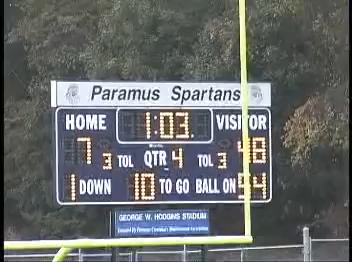 Paramus Spartans
HOME 1:03 VISITOR
7 3 TOL QTR 4 TOL 3 48
1 DOWN 10 TO GO BALL ON 54
GEORGE W. HODGINS STADIUM